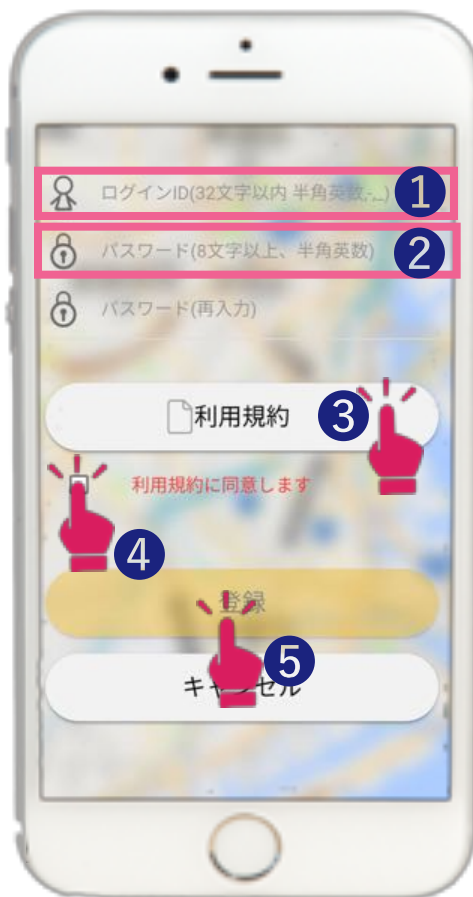 ログインID(32文字以内 半角英数,-,_)
1
パスワード(8文字以上、半角英数)
2
パスワード(再入力)
利用規約
3
利用規約に同意します
4
登録
5
キャンセル